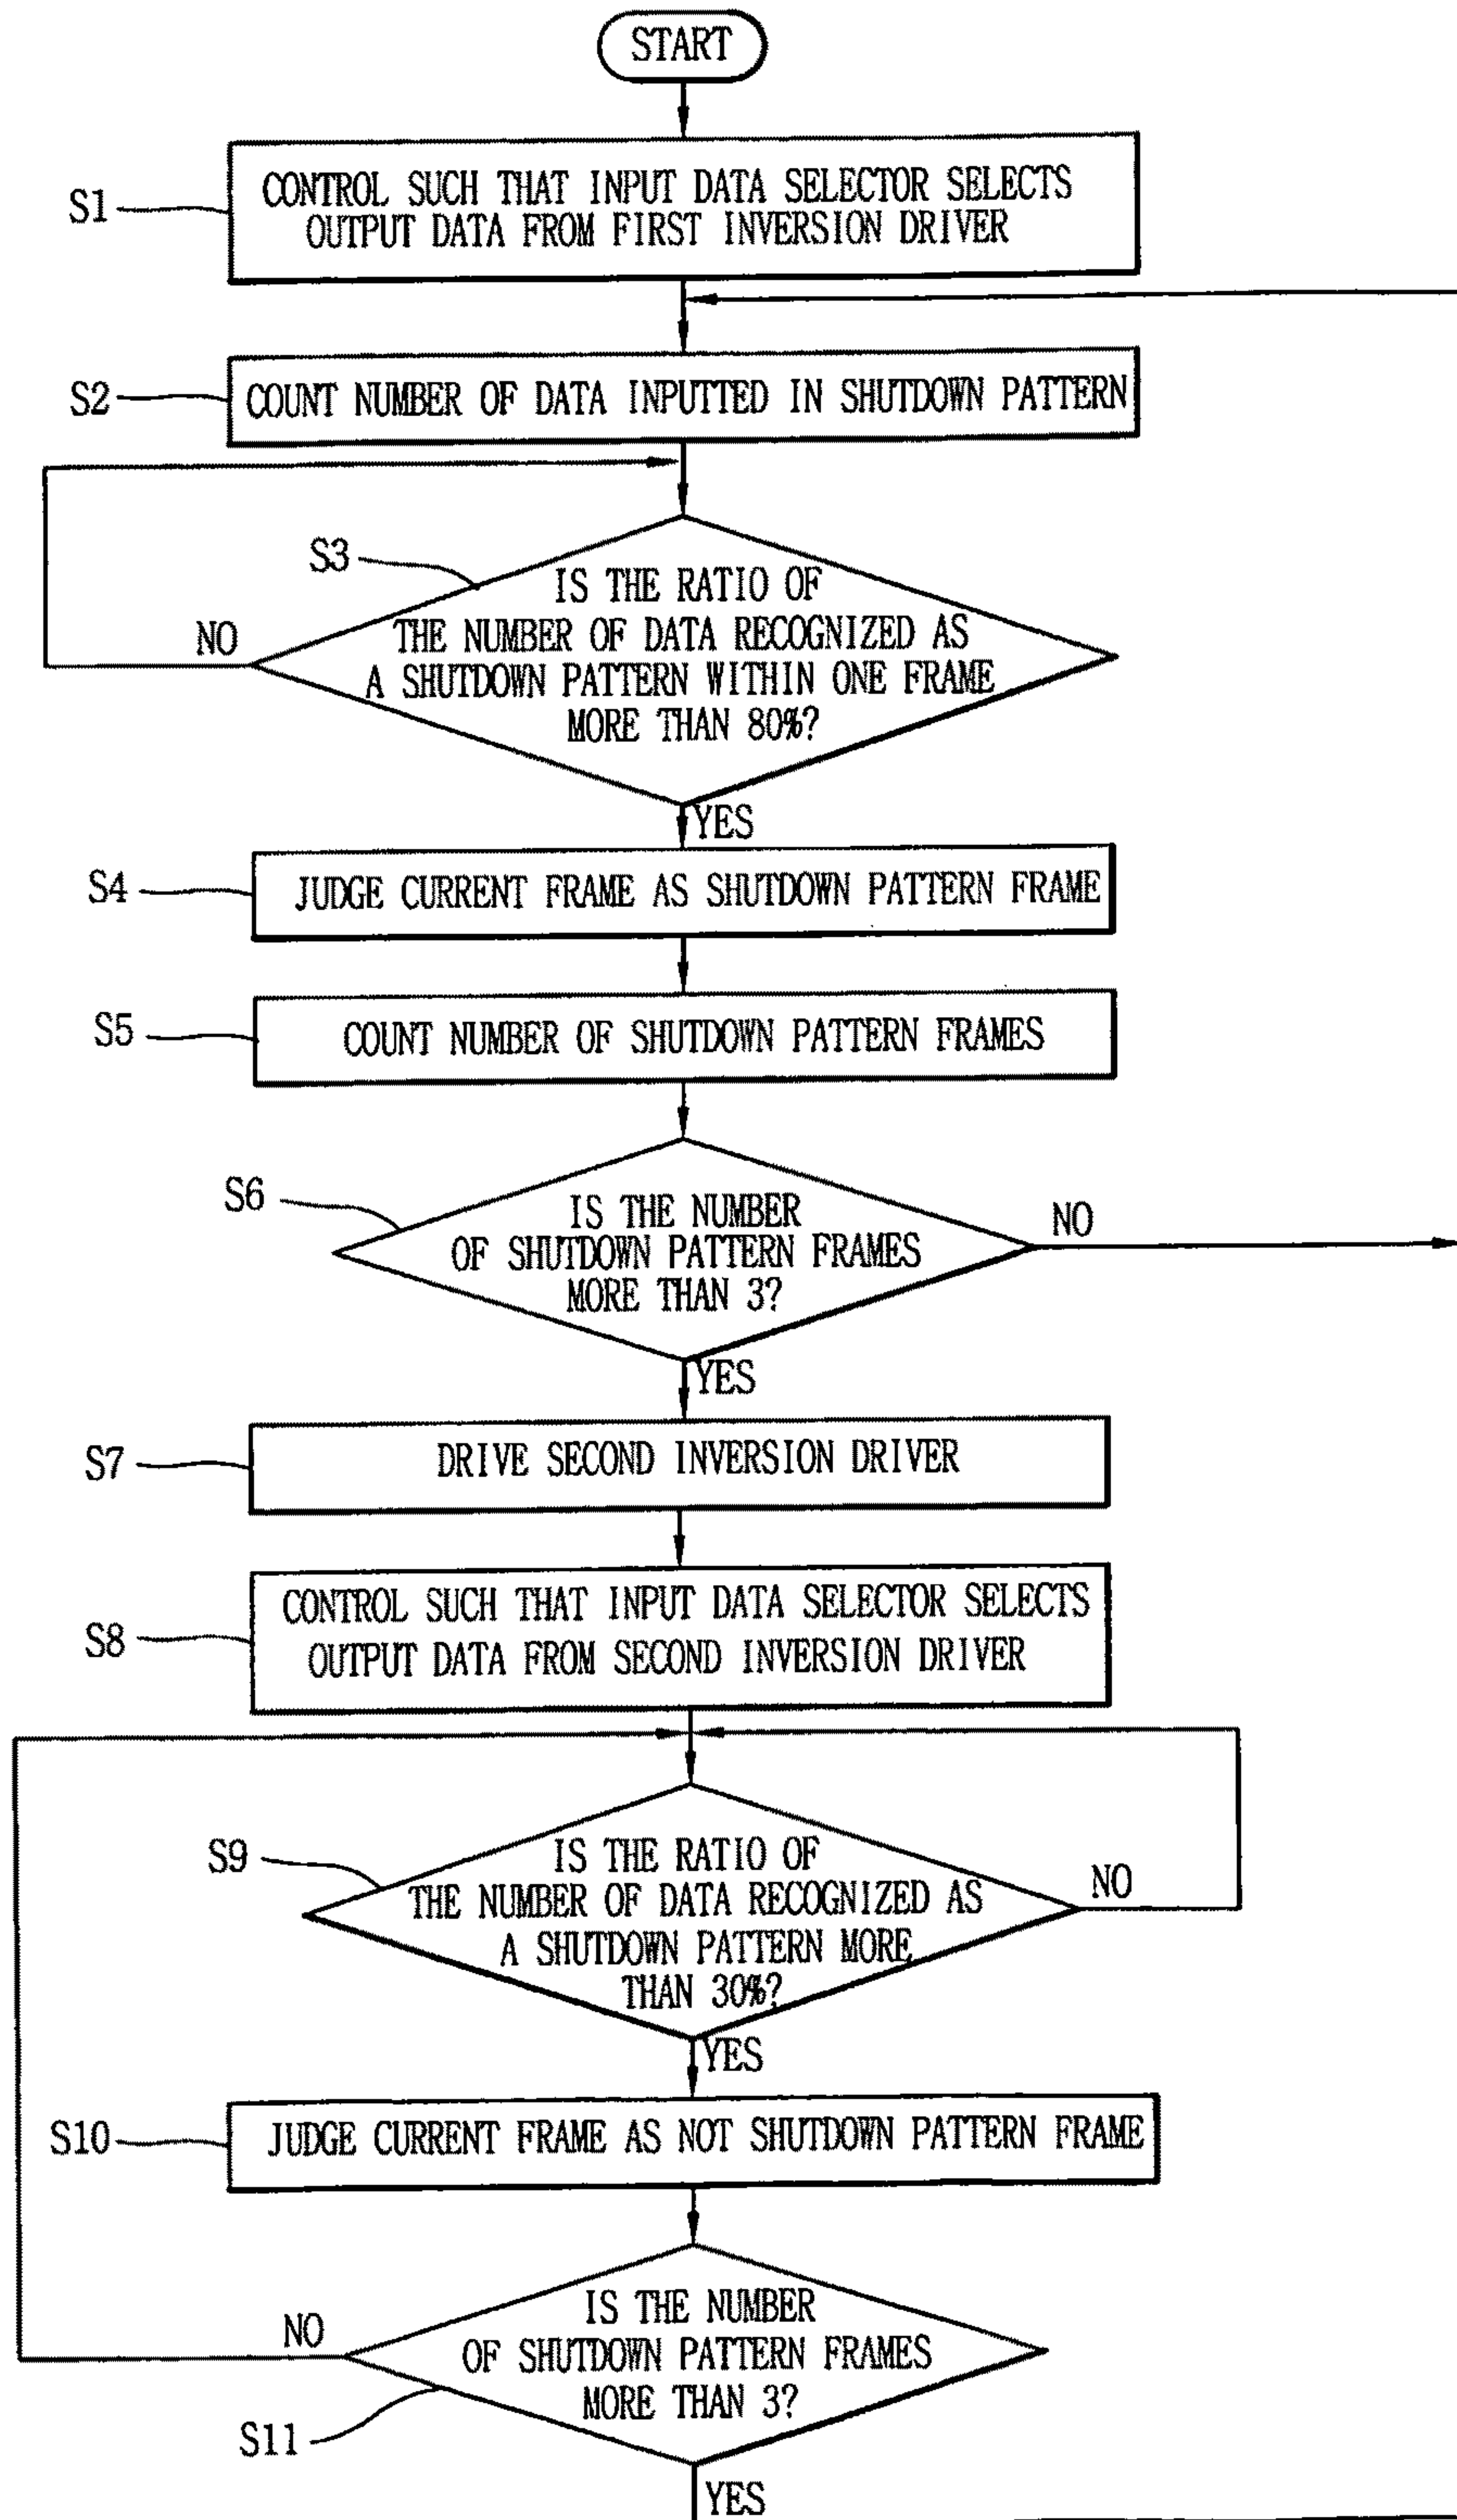 START
S1
CONTROL SUCH THAT INPUT DATA SELECTOR SELECTS
OUTPUT DATA FROM FIRST INVERSION DRIVER
S2
COUNT NUMBER OF DATA INPUTTED IN SHUTDOWN PATTERN
S3
IS THE RATIO OF
THE NUMBER OF DATA RECOGNIZED AS
A SHUTDOWN PATTERN WITHIN ONE FRAME
MORE THAN 80%?
NO
YES
S4
JUDGE CURRENT FRAME AS SHUTDOWN PATTERN FRAME
S5
COUNT NUMBER OF SHUTDOWN PATTERN FRAMES
S6
IS THE NUMBER
OF SHUTDOWN PATTERN FRAMES
MORE THAN 3?
NO
YES
S7
DRIVE SECOND INVERSION DRIVER
S8
CONTROL SUCH THAT INPUT DATA SELECTOR SELECTS
OUTPUT DATA FROM SECOND INVERSION DRIVER
S9
IS THE RATIO OF
THE NUMBER OF DATA RECOGNIZED AS
A SHUTDOWN PATTERN MORE
THAN 30%?
NO
YES
S10
JUDGE CURRENT FRAME AS NOT SHUTDOWN PATTERN FRAME
NO
IS THE NUMBER
OF SHUTDOWN PATTERN FRAMES
MORE THAN 3?
S11
YES